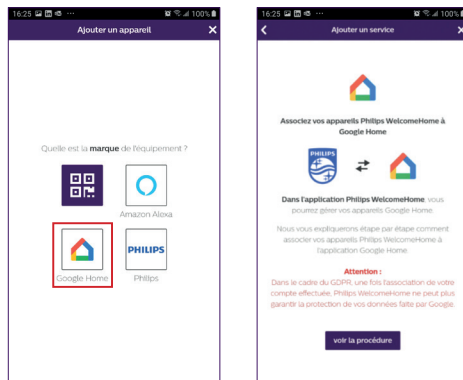 16:25 ... 100%
Ajouter un appareil ×
Quelle est la marque de l'équipement ?
Amazon Alexa
Google Home
PHILIPS
Philips
16:25 ... 100%
Ajouter un service ×
Associez vos appareils Philips WelcomeHome à
Google Home
PHILIPS
Dans l'application Philips WelcomeHome, vous
pourrez gérer vos appareils Google Home.
Nous vous expliquerons étape par étape comment
associer vos appareils Philips WelcomeHome à
l'application Google Home.
Attention :
Dans le cadre du GDPR, une fois l'association de votre
compte effectuée, Philips WelcomeHome ne peut plus
garantir la protection de vos données faite par Google.
voir la procédure